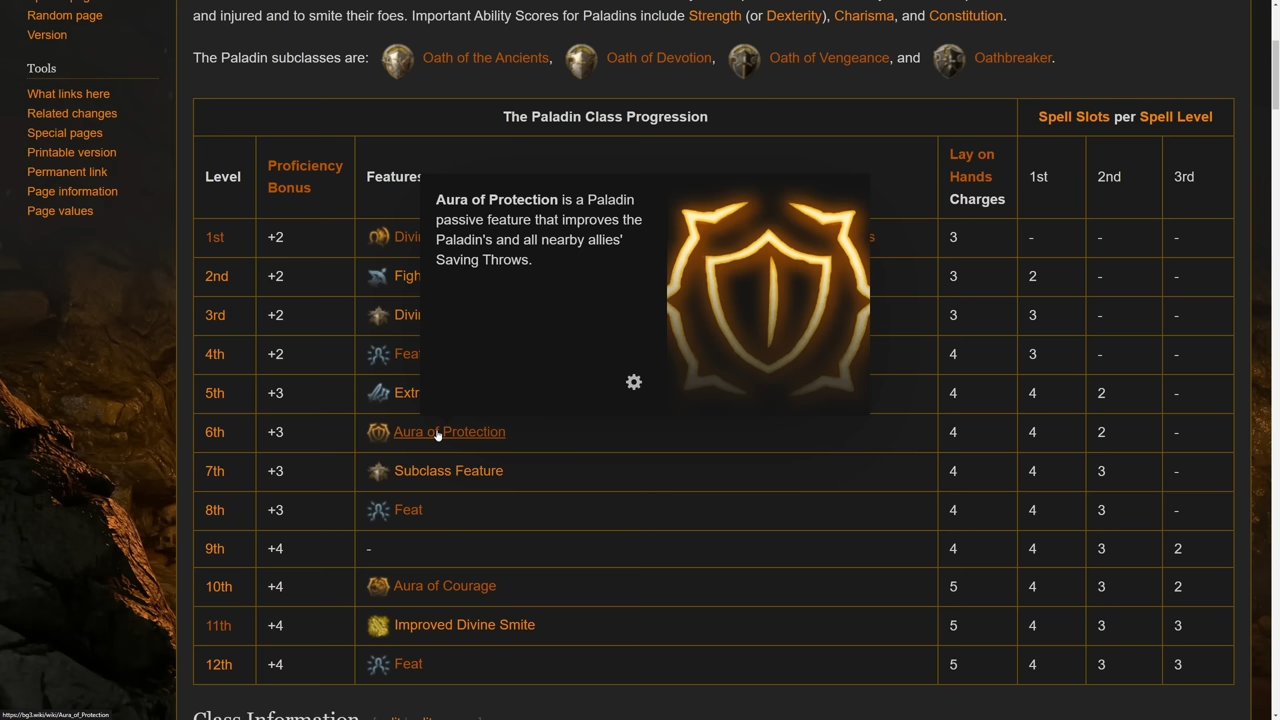 Random page
Version
Tools
What links here
Related changes
Special pages
Printable version
Permanent link
Page information
Page values
and injured and to smite their foes. Important Ability Scores for Paladins include Strength (or Dexterity), Charisma, and Constitution.
The Paladin subclasses are: Oath of the Ancients, Oath of Devotion, Oath of Vengeance, and Oathbreaker.
The Paladin Class Progression Spell Slots per Spell Level
Level Proficiency Bonus Features Lay on Hands Charges 1st 2nd 3rd
Aura of Protection is a Paladin
passive feature that improves the
Paladin's and all nearby allies'
Saving Throws.
1st +2 Divi s 3 - - -
2nd +2 Figh 3 2 - -
3rd +2 Divi 3 3 - -
4th +2 Feat 4 3 - -
5th +3 Extr 4 4 2 -
6th +3 Aura of Protection 4 4 2 -
7th +3 Subclass Feature 4 4 3 -
8th +3 Feat 4 4 3 -
9th +4 - 4 4 3 2
10th +4 Aura of Courage 5 4 3 2
11th +4 Improved Divine Smite 5 4 3 3
12th +4 Feat 5 4 3 3
Class Information
https://bg3.wiki/wiki/Aura_of_Protection